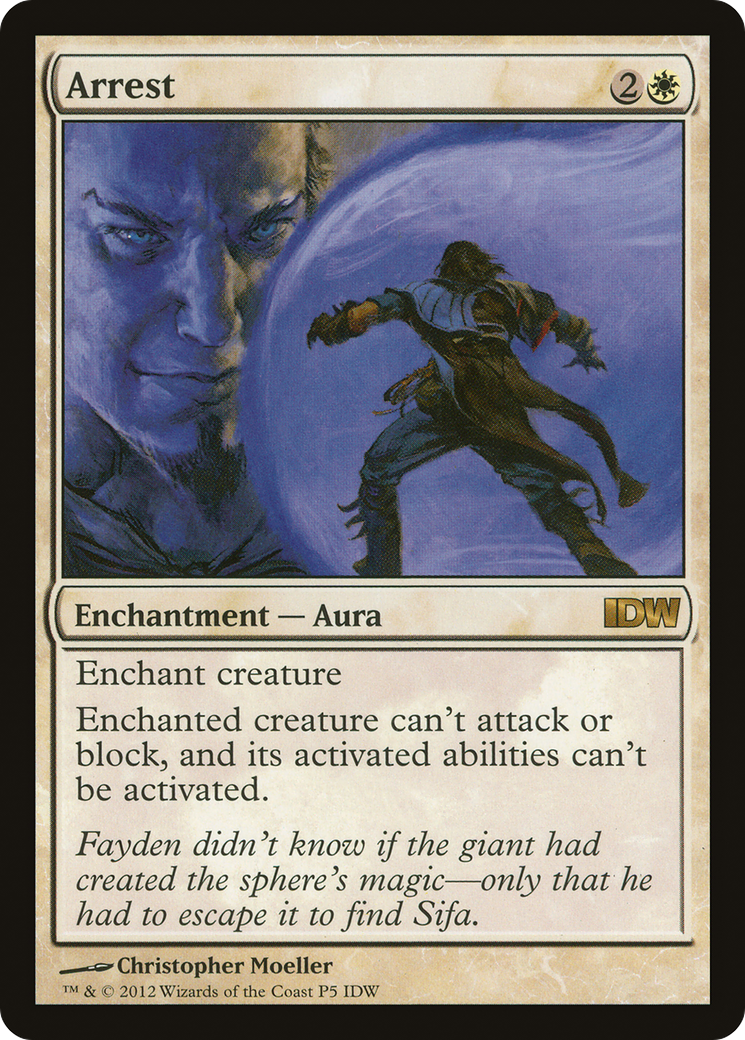 Arrest
2
Enchantment — Aura
IDW
Enchant creature
Enchanted creature can't attack or
block, and its activated abilities can't
be activated.
Fayden didn't know if the giant had
created the sphere's magic—only that he
had to escape it to find Sifa.
Christopher Moeller
™ & © 2012 Wizards of the Coast P5 IDW